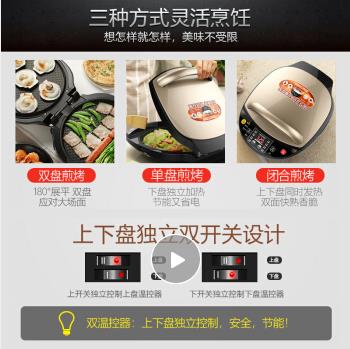 三种方式灵活烹饪
想怎样就怎样，美味不受限
双盘煎烤
单盘煎烤
闭合煎烤
180°展平 双盘
应对大场面
下盘独立加热
节能又省电
上下盘同时发热
双面快熟香脆
上下盘独立双开关设计
上盘
下盘
上盘
下盘
上开关独立控制上盘温控器
下开关独立控制下盘温控器
双温控器：上下盘独立控制，安全，节能！